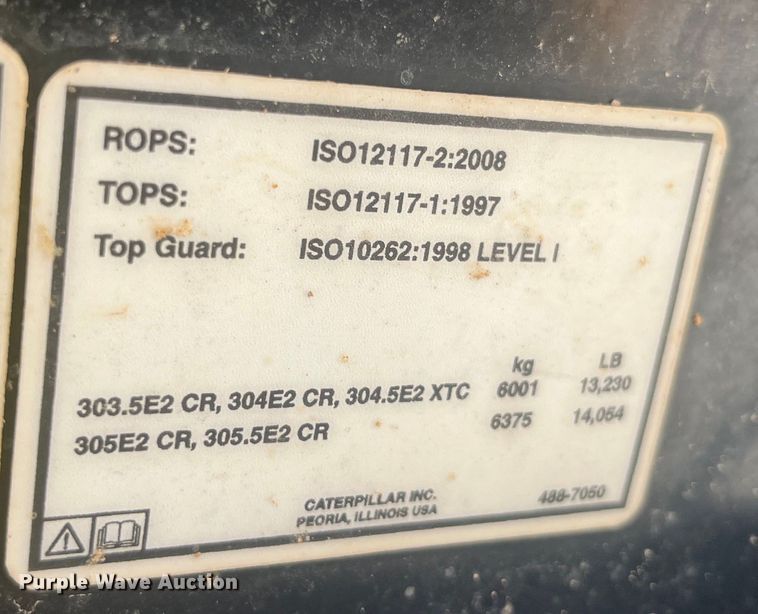 ROPS: ISO12117-2:2008
TOPS: ISO12117-1:1997
Top Guard: ISO10262:1998 LEVEL I
kg LB
303.5E2 CR, 304E2 CR, 304.5E2 XTC 6001 13,230
305E2 CR, 305.5E2 CR 6375 14,054
CATERPILLAR INC.
PEORIA, ILLINOIS USA
488-7050
Purple Wave Auction